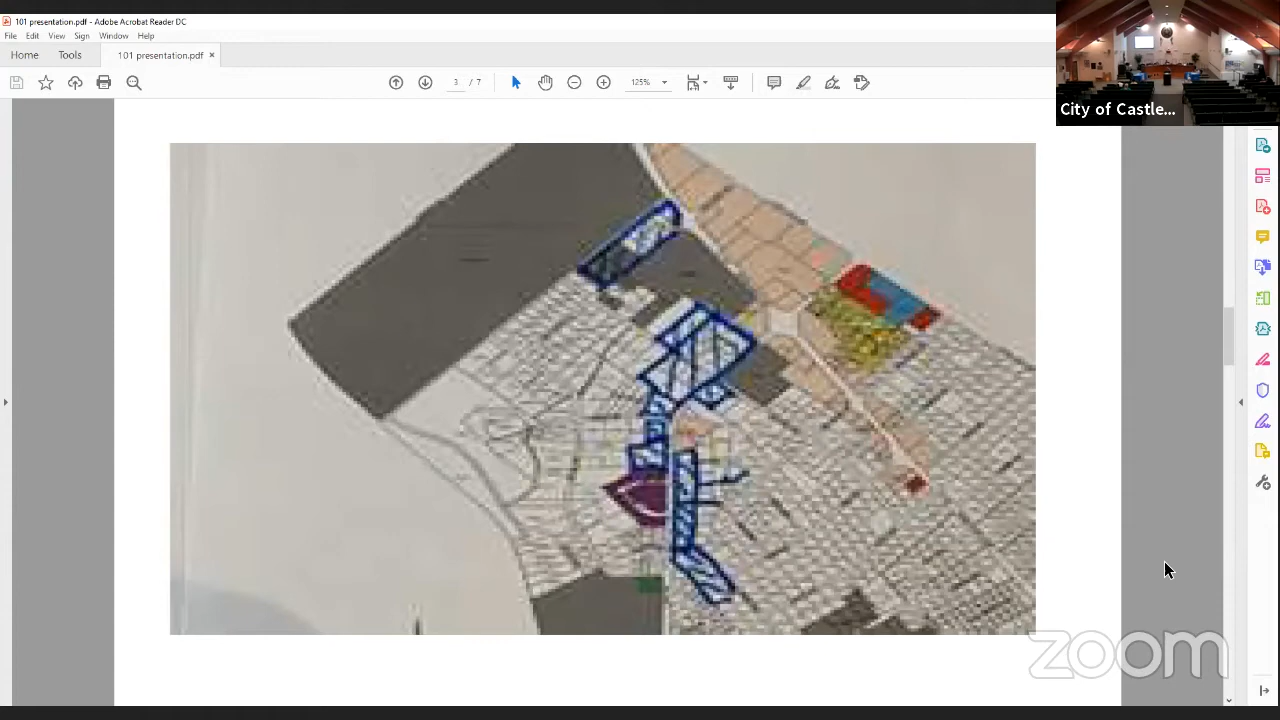 101 presentation.pdf - Adobe Acrobat Reader DC
File Edit View Sign Window Help
Home Tools 101 presentation.pdf ×
3 / 7 125%
City of Castle...
zoom